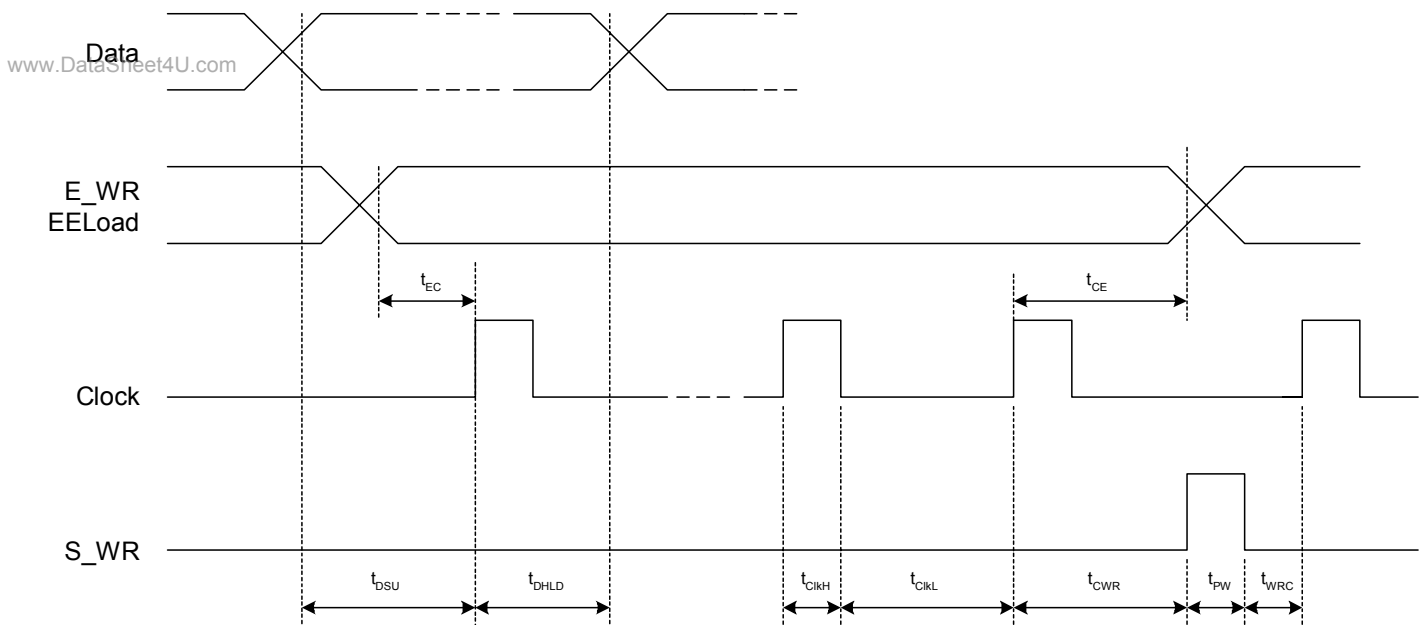 Data
www.DataSheet4U.com
E_WR
EELoad
tEC
tCE
Clock
S_WR
tDSU
tDHLD
tClkH
tClkL
tCWR
tPW
tWRC